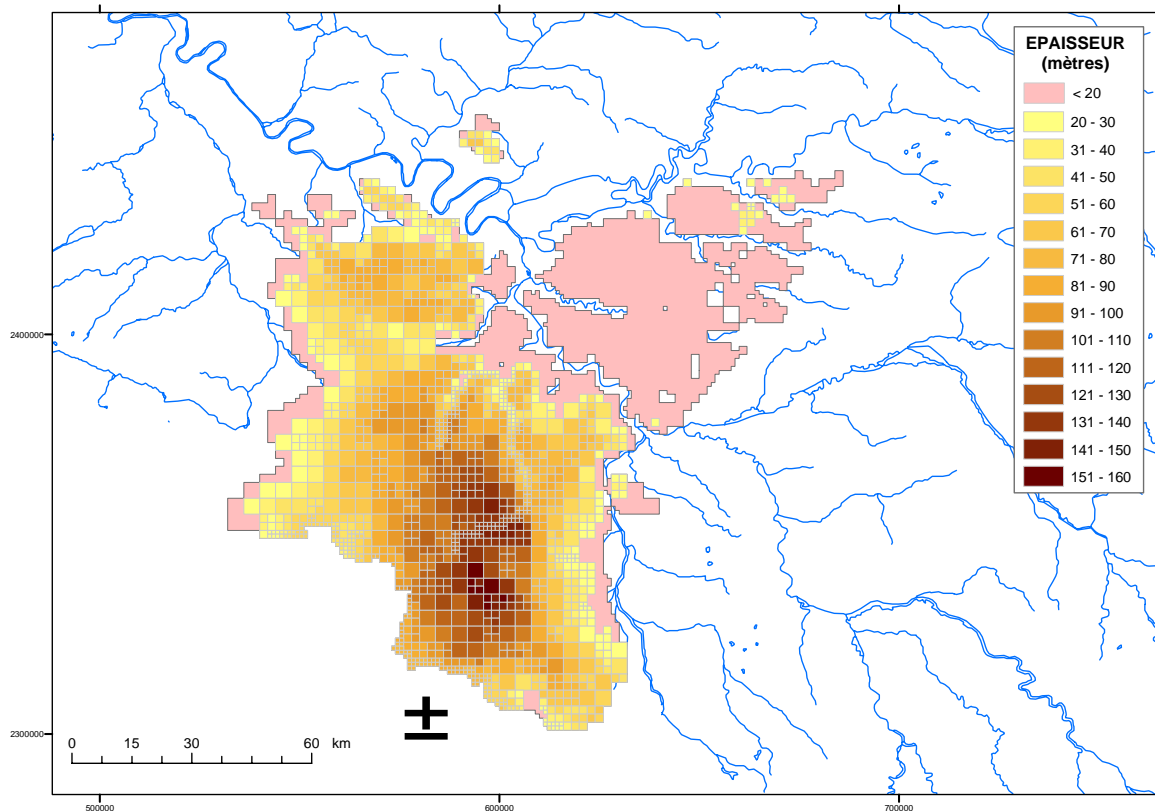 EPAISSEUR
(mètres)
< 20
20 - 30
31 - 40
41 - 50
51 - 60
61 - 70
71 - 80
81 - 90
91 - 100
101 - 110
111 - 120
121 - 130
131 - 140
141 - 150
151 - 160
2400000
2300000
0 15 30 60 km
500000 600000 700000